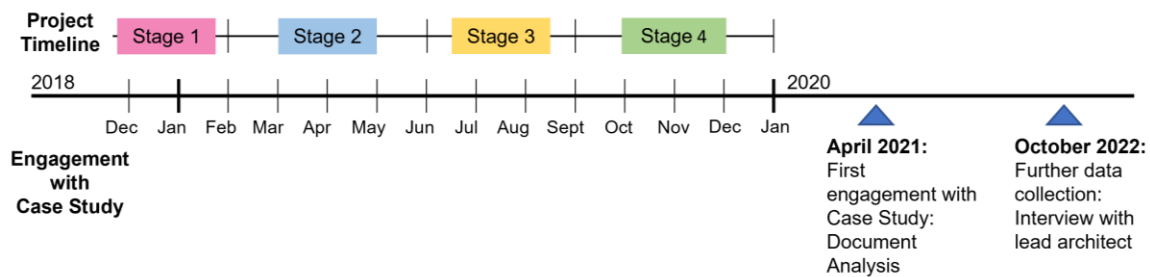 Project
Timeline
Stage 1
Stage 2
Stage 3
Stage 4
2018
2020
Dec Jan Feb Mar Apr May Jun Jul Aug Sept Oct Nov Dec Jan
Engagement
with
Case Study
April 2021:
First
engagement with
Case Study:
Document
Analysis
October 2022:
Further data
collection:
Interview with
lead architect